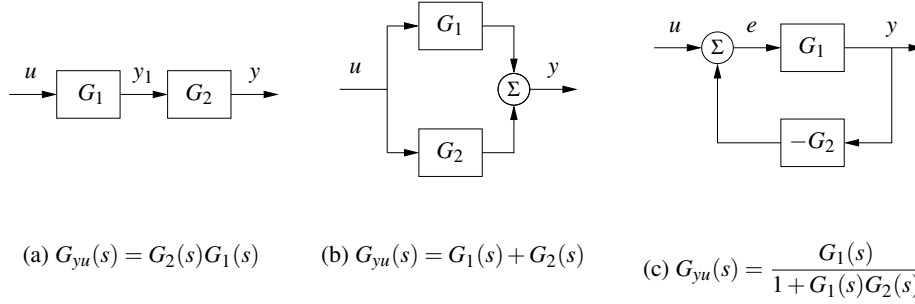 u
G₁
y₁
G₂
y
u
G₁
G₂
Σ
y
u
Σ
e
G₁
y
−G₂
(a) Gyu(s) = G₂(s)G₁(s)
(b) Gyu(s) = G₁(s) + G₂(s)
(c) Gyu(s) = G₁(s) / 1 + G₁(s)G₂(s)